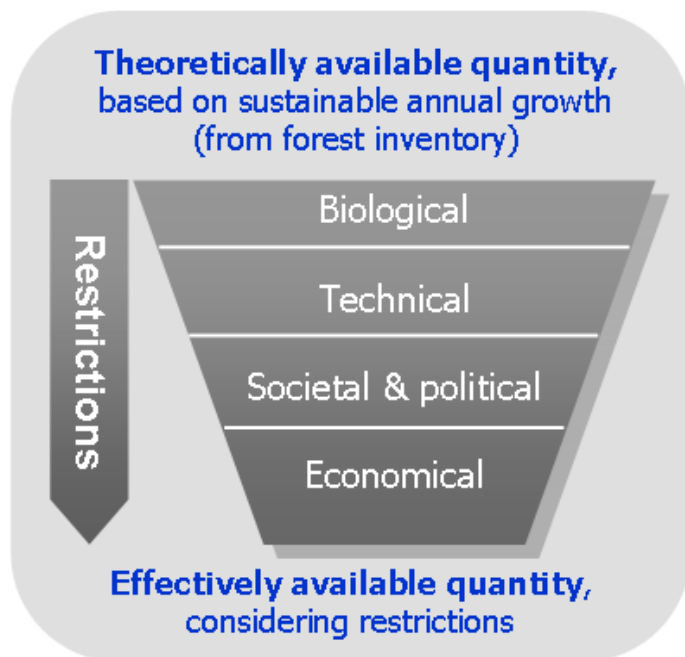 Theoretically available quantity,
based on sustainable annual growth
(from forest inventory)
Restrictions
Biological
Technical
Societal & political
Economical
Effectively available quantity,
considering restrictions